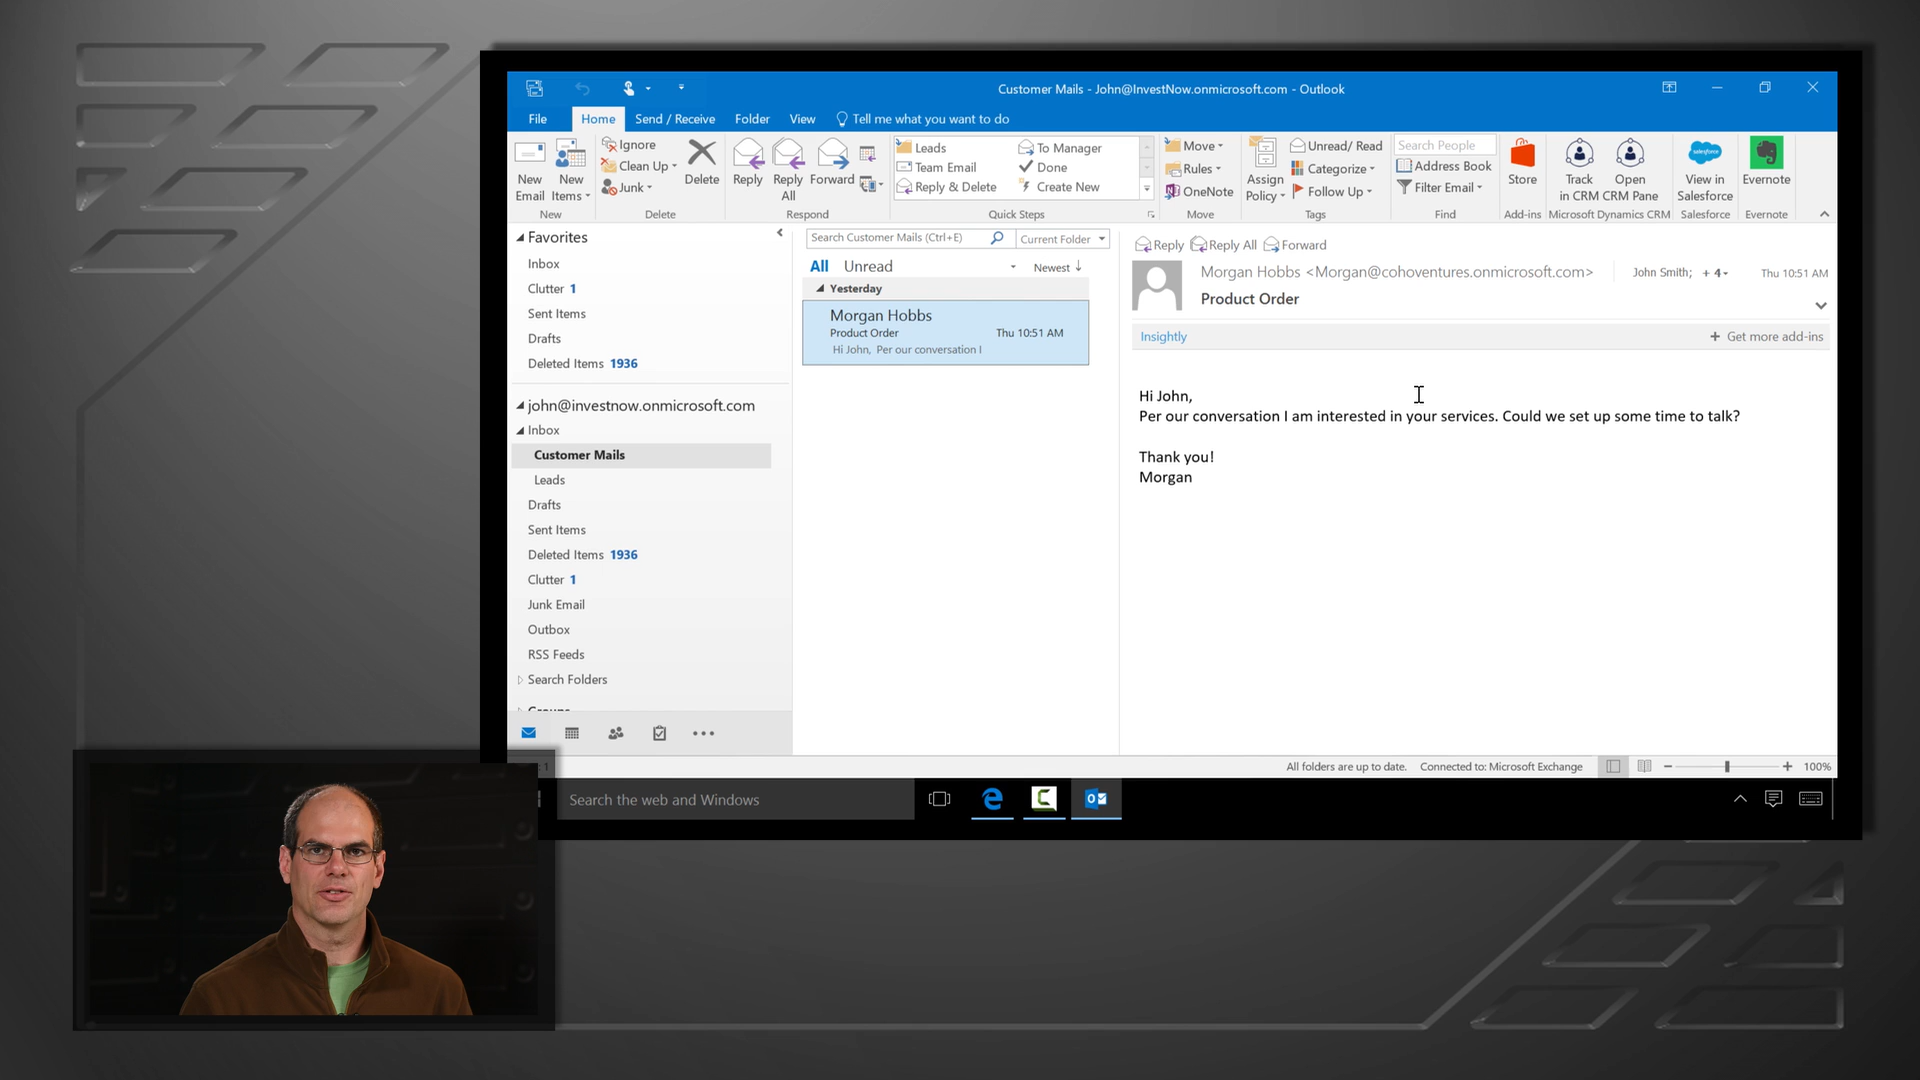 Customer Mails - John@InvestNow.onmicrosoft.com - Outlook
File Home Send / Receive Folder View Tell me what you want to do
New Email
New Items
New
Ignore
Clean Up
Junk
Delete
Delete
Reply
Reply All
Forward
Respond
Leads
Team Email
Reply & Delete
To Manager
Done
Create New
Quick Steps
Move
Rules
OneNote
Move
Assign Policy
Unread/ Read
Categorize
Follow Up
Tags
Search People
Address Book
Filter Email
Find
Store
Add-ins
Track in CRM
Open CRM Pane
Microsoft Dynamics CRM
salesforce
View in Salesforce
Salesforce
Evernote
Evernote
Favorites
Inbox
Clutter 1
Sent Items
Drafts
Deleted Items 1936
john@investnow.onmicrosoft.com
Inbox
Customer Mails
Leads
Drafts
Sent Items
Deleted Items 1936
Clutter 1
Junk Email
Outbox
RSS Feeds
Search Folders
Groups
Search Customer Mails (Ctrl+E)
Current Folder
All Unread
Newest
Yesterday
Morgan Hobbs
Product Order Thu 10:51 AM
Hi John, Per our conversation I
Reply Reply All Forward
Morgan Hobbs <Morgan@cohoventures.onmicrosoft.com>
John Smith; + 4
Thu 10:51 AM
Product Order
Insightly
+ Get more add-ins
Hi John,
Per our conversation I am interested in your services. Could we set up some time to talk?
Thank you!
Morgan
1
All folders are up to date. Connected to: Microsoft Exchange
100%
Search the web and Windows